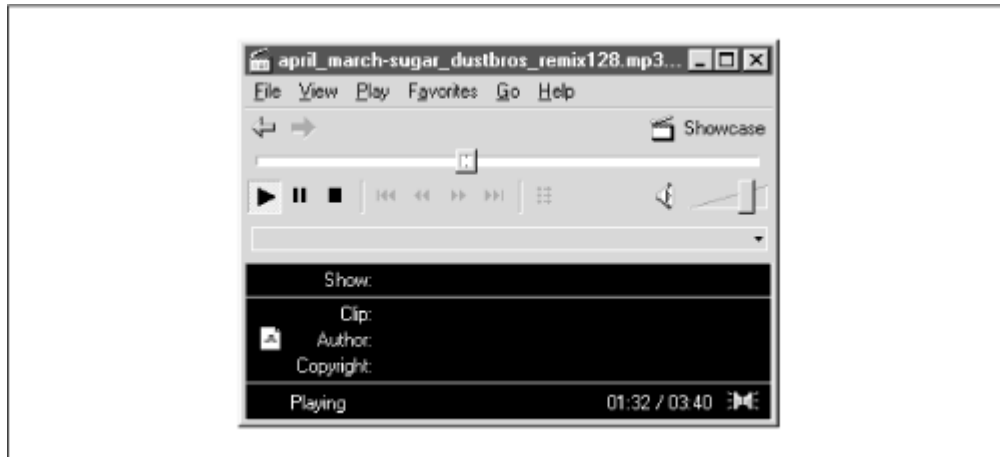 april_march-sugar_dustbros_remix128.mp3...
File View Play Favorites Go Help
Showcase
Show:
Clip:
Author:
Copyright:
Playing 01:32 / 03:40